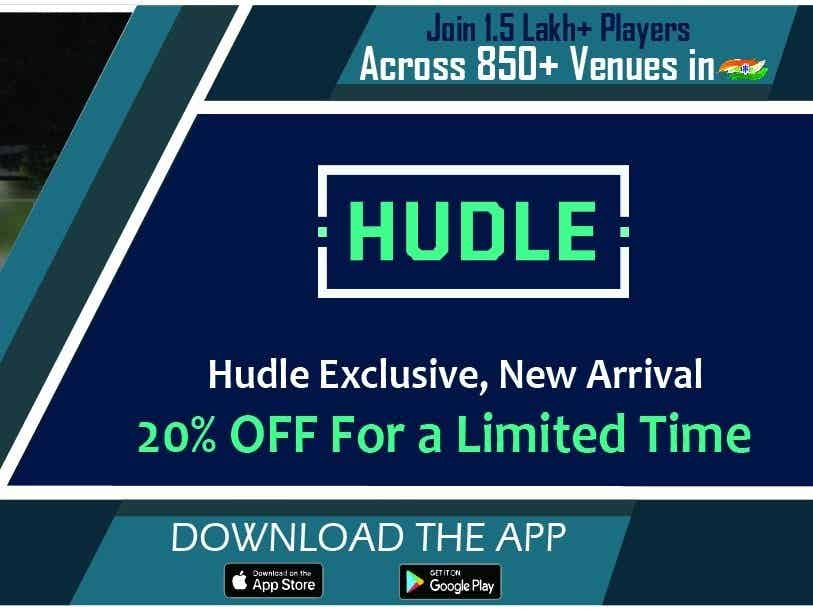 Join 1.5 Lakh+ Players
Across 850+ Venues in
HUDLE
Hudle Exclusive, New Arrival
20% OFF For a Limited Time
DOWNLOAD THE APP
Download on the
App Store
GET IT ON
Google Play